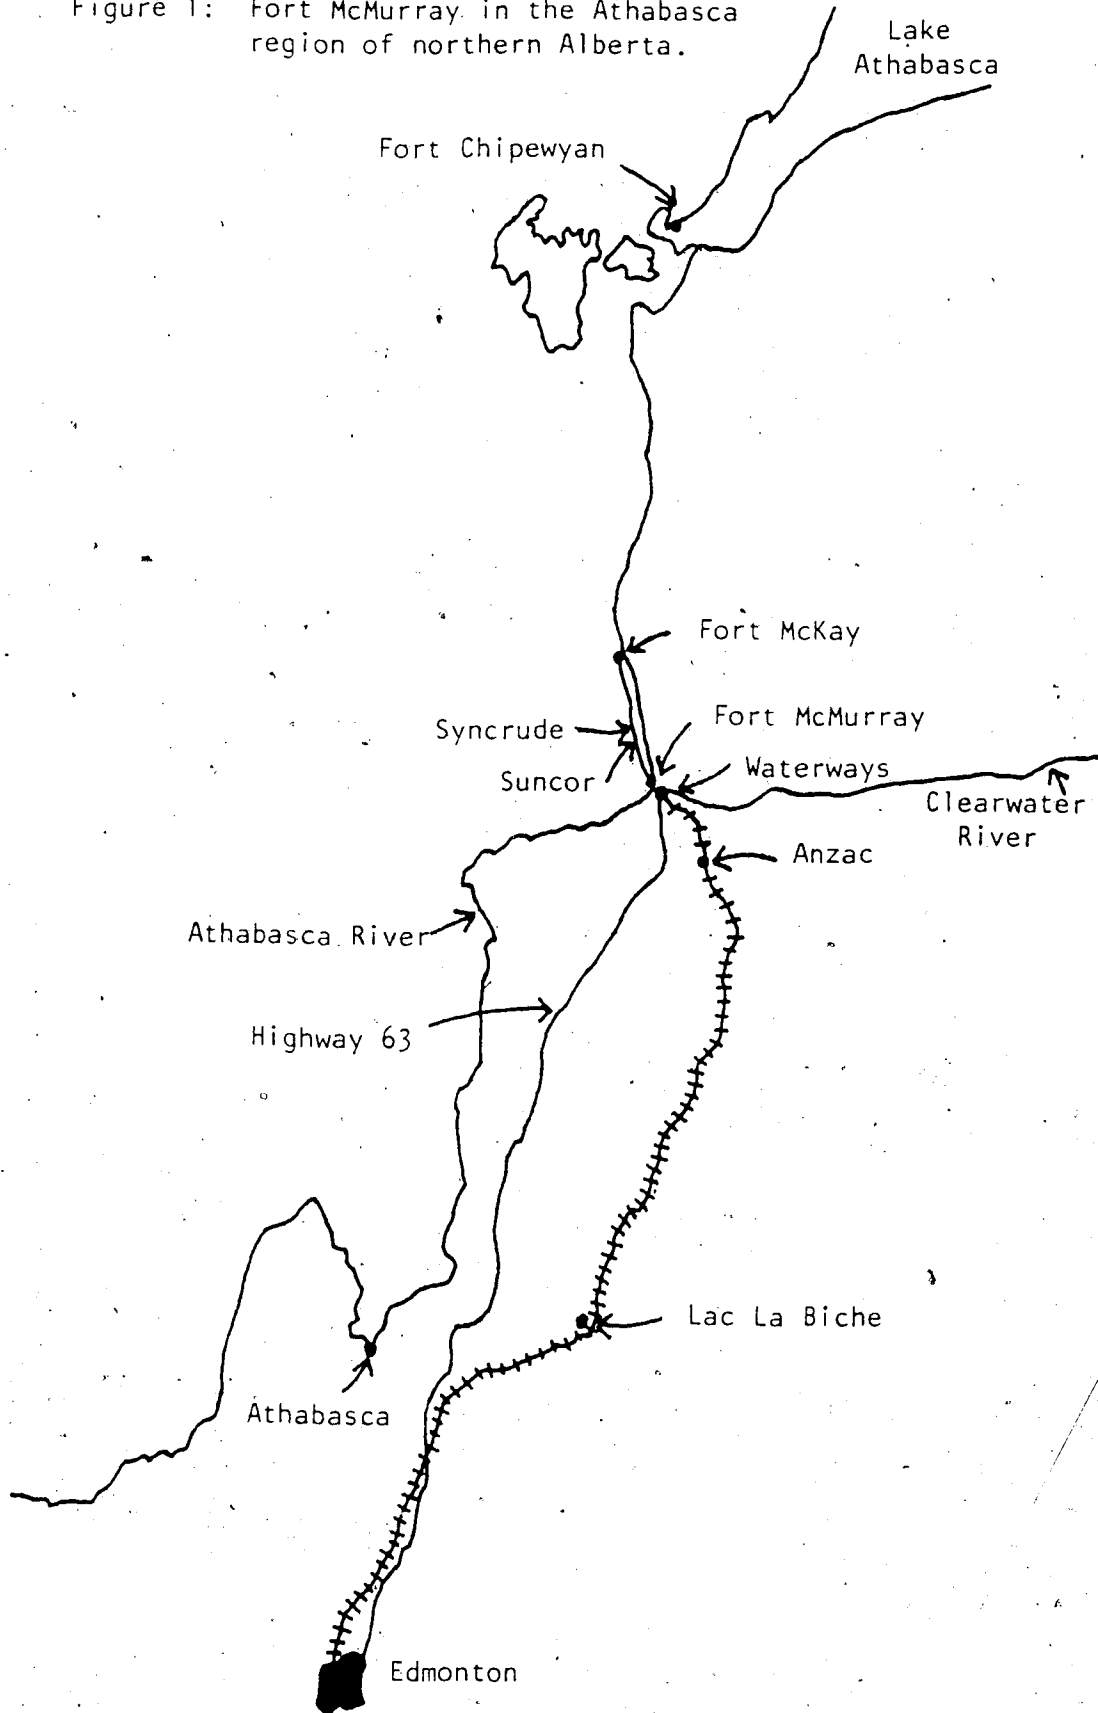 Figure 1: Fort McMurray in the Athabasca
region of northern Alberta.
Lake
Athabasca
Fort Chipewyan
Fort McKay
Syncrude
Fort McMurray
Suncor
Waterways
Clearwater
River
Anzac
Athabasca River
Highway 63
Lac La Biche
Athabasca
Edmonton